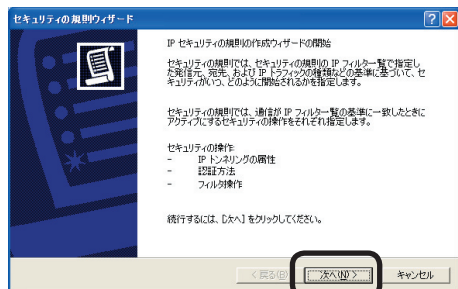 セキュリティの規則ウィザード
IP セキュリティの規則の作成ウィザードの開始
セキュリティの規則では、セキュリティの規則の IP フィルタ一覧で指定し
た発信元、宛先、および IP トラフィックの種類などの基準に基づいて、セ
キュリティがいつ、どのように開始されるかを指定します。
セキュリティの規則では、通信が IP フィルタ一覧の基準に一致したときに
アクティブにするセキュリティの操作をそれぞれ指定します。
セキュリティの操作:
- IP トンネリングの属性
- 認証方法
- フィルタ操作
続行するには、[次へ] をクリックしてください。
< 戻る(B) 次へ(N) > キャンセル